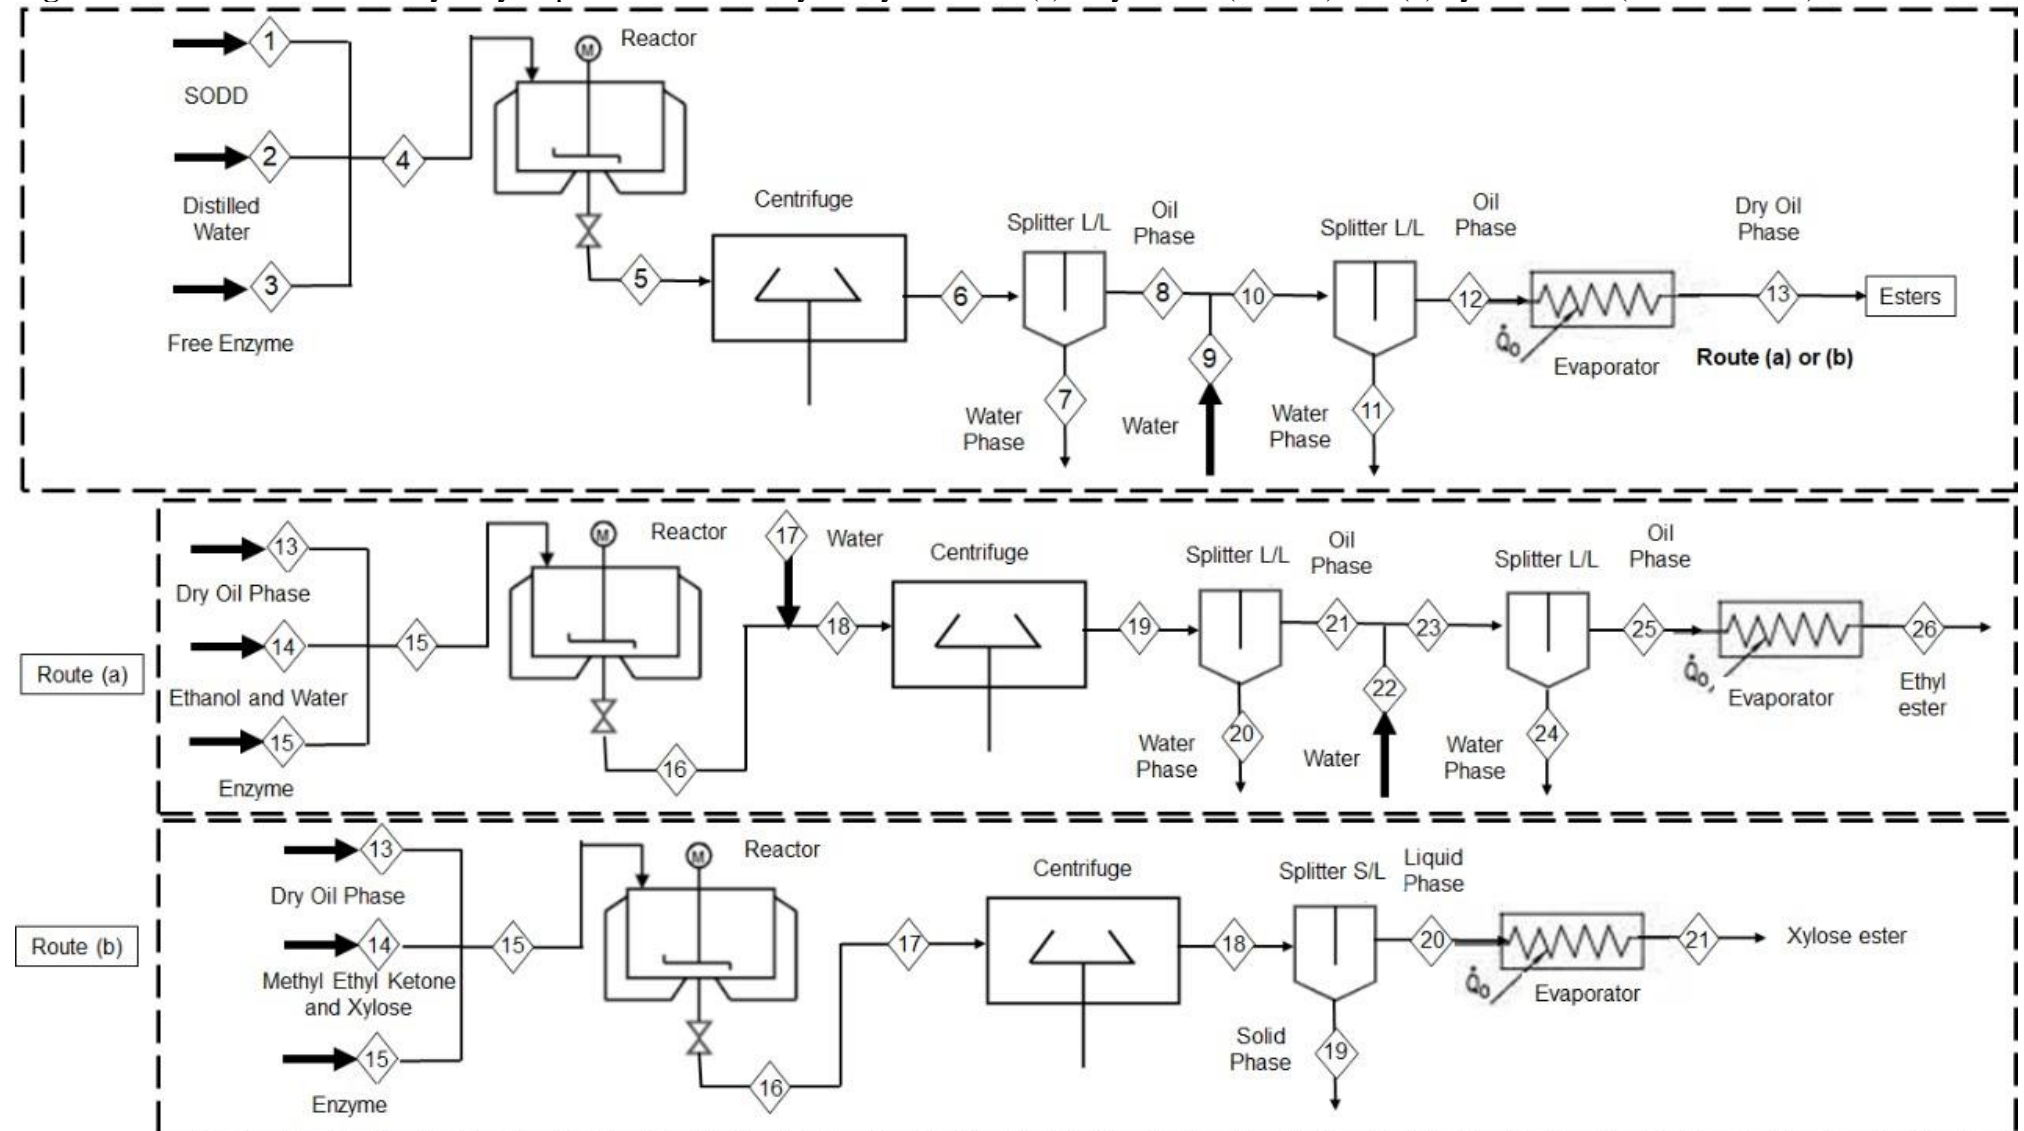 1
SODD
2
Distilled
Water
3
Free Enzyme
4
M
Reactor
5
Centrifuge
6
Splitter L/L
7
Water
Phase
Oil
Phase
8
9
Water
10
Splitter L/L
11
Water
Phase
Oil
Phase
12
Q̇o
Evaporator
Dry Oil
Phase
13
Esters
Route (a) or (b)
Route (a)
13
Dry Oil Phase
14
Ethanol and Water
15
Enzyme
15
M
Reactor
16
17
Water
18
Centrifuge
19
Splitter L/L
20
Water
Phase
Oil
Phase
21
22
Water
23
Splitter L/L
24
Water
Phase
Oil
Phase
25
Q̇o,
Evaporator
26
Ethyl
ester
Route (b)
13
Dry Oil Phase
14
Methyl Ethyl Ketone
and Xylose
15
Enzyme
15
M
Reactor
16
17
Centrifuge
18
Splitter S/L
19
Solid
Phase
Liquid
Phase
20
Q̇o
Evaporator
21
Xylose ester